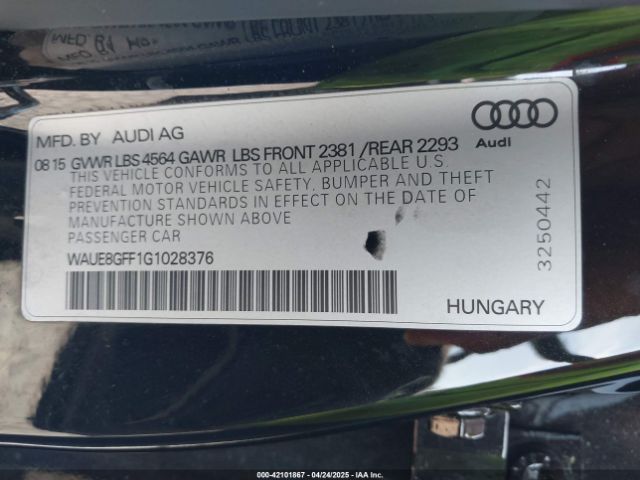 MFD. BY AUDI AG
Audi
08 15 GVWR LBS 4564 GAWR LBS FRONT 2381 /REAR 2293
THIS VEHICLE CONFORMS TO ALL APPLICABLE U.S.
FEDERAL MOTOR VEHICLE SAFETY, BUMPER AND THEFT
PREVENTION STANDARDS IN EFFECT ON THE DATE OF
MANUFACTURE SHOWN ABOVE
PASSENGER CAR
WAUE8GFF1G1028376
3250442
HUNGARY
000-42101867 - 04/24/2025 - IAA Inc.